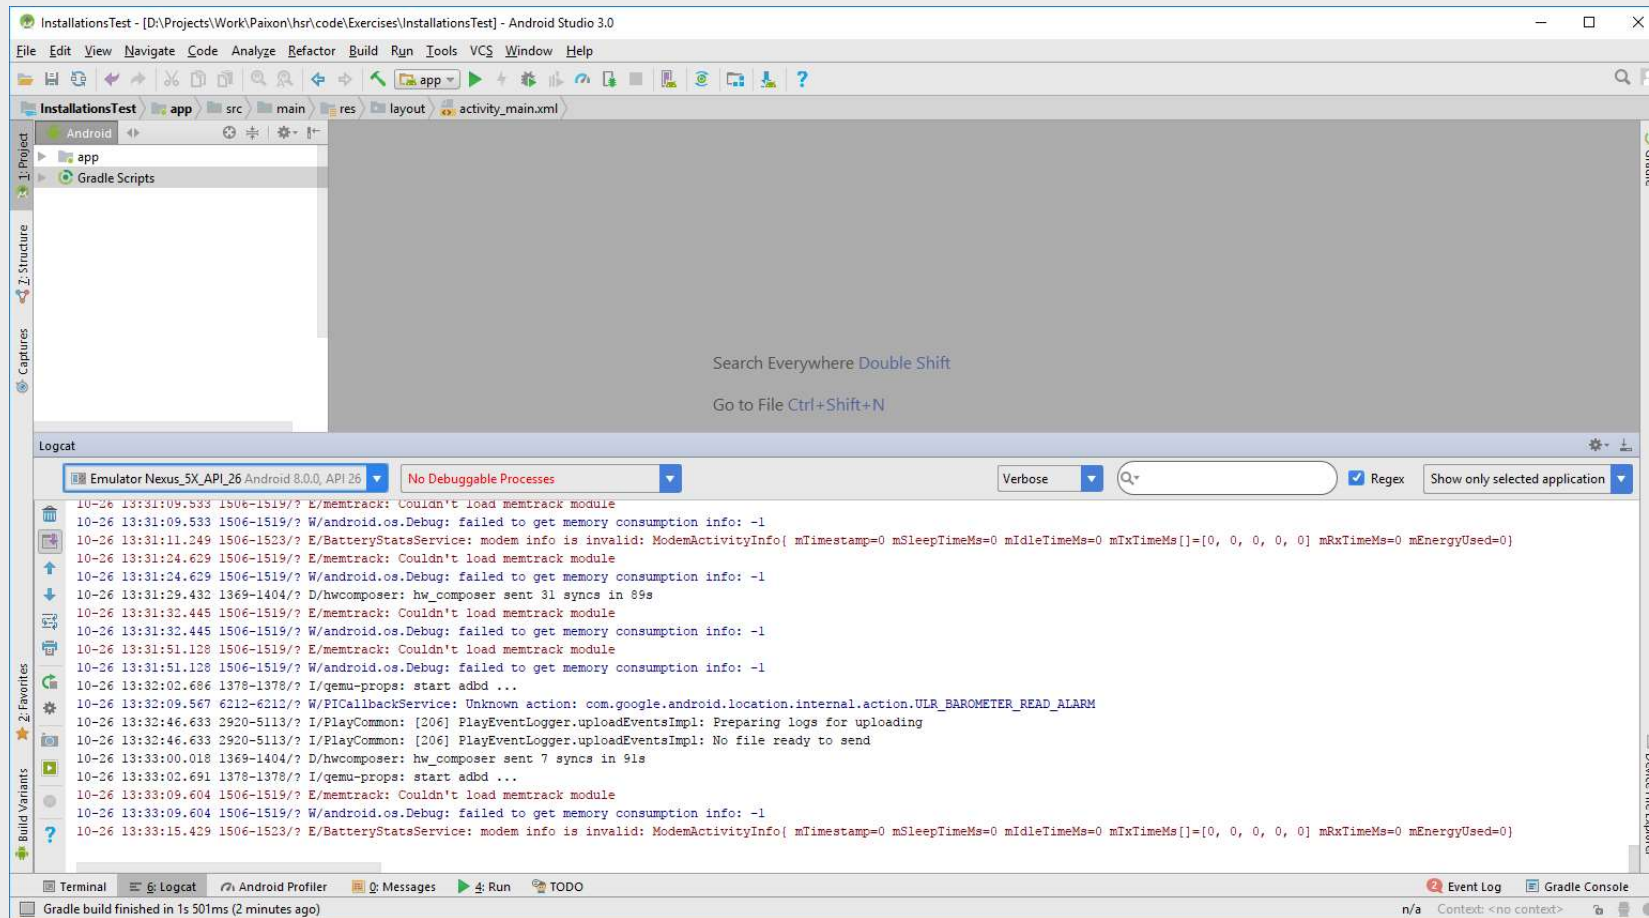 InstallationsTest - [D:\Projects\Work\Paixon\hsr\code\Exercises\InstallationsTest] - Android Studio 3.0
File Edit View Navigate Code Analyze Refactor Build Run Tools VCS Window Help
app
InstallationsTest app src main res layout activity_main.xml
Android
1: Project
app
Gradle Scripts
Gradle
7: Structure
Captures
Search Everywhere Double Shift
Go to File Ctrl+Shift+N
Logcat
Emulator Nexus_5X_API_26 Android 8.0.0, API 26 No Debuggable Processes Verbose Regex Show only selected application
10-26 13:31:09.533 1506-1519/? E/memtrack: Couldn't load memtrack module
10-26 13:31:09.533 1506-1519/? W/android.os.Debug: failed to get memory consumption info: -1
10-26 13:31:11.249 1506-1523/? E/BatteryStatsService: modem info is invalid: ModemActivityInfo{ mTimestamp=0 mSleepTimeMs=0 mIdleTimeMs=0 mTxTimeMs[]=[0, 0, 0, 0, 0] mRxTimeMs=0 mEnergyUsed=0}
10-26 13:31:24.629 1506-1519/? E/memtrack: Couldn't load memtrack module
10-26 13:31:24.629 1506-1519/? W/android.os.Debug: failed to get memory consumption info: -1
10-26 13:31:29.432 1369-1404/? D/hwcomposer: hw_composer sent 31 syncs in 89s
10-26 13:31:32.445 1506-1519/? E/memtrack: Couldn't load memtrack module
10-26 13:31:32.445 1506-1519/? W/android.os.Debug: failed to get memory consumption info: -1
10-26 13:31:51.128 1506-1519/? E/memtrack: Couldn't load memtrack module
10-26 13:31:51.128 1506-1519/? W/android.os.Debug: failed to get memory consumption info: -1
10-26 13:32:02.686 1378-1378/? I/qemu-props: start adbd ...
10-26 13:32:09.567 6212-6212/? W/PICallbackService: Unknown action: com.google.android.location.internal.action.ULR_BAROMETER_READ_ALARM
10-26 13:32:46.633 2920-5113/? I/PlayCommon: [206] PlayEventLogger.uploadEventsImpl: Preparing logs for uploading
10-26 13:32:46.633 2920-5113/? I/PlayCommon: [206] PlayEventLogger.uploadEventsImpl: No file ready to send
10-26 13:33:00.018 1369-1404/? D/hwcomposer: hw_composer sent 7 syncs in 91s
10-26 13:33:02.691 1378-1378/? I/qemu-props: start adbd ...
10-26 13:33:09.604 1506-1519/? E/memtrack: Couldn't load memtrack module
10-26 13:33:09.604 1506-1519/? W/android.os.Debug: failed to get memory consumption info: -1
10-26 13:33:15.429 1506-1523/? E/BatteryStatsService: modem info is invalid: ModemActivityInfo{ mTimestamp=0 mSleepTimeMs=0 mIdleTimeMs=0 mTxTimeMs[]=[0, 0, 0, 0, 0] mRxTimeMs=0 mEnergyUsed=0}
2: Favorites
Build Variants
Device File Explorer
Terminal 6: Logcat Android Profiler 0: Messages 4: Run TODO 2 Event Log Gradle Console
Gradle build finished in 1s 501ms (2 minutes ago) n/a Context: <no context>